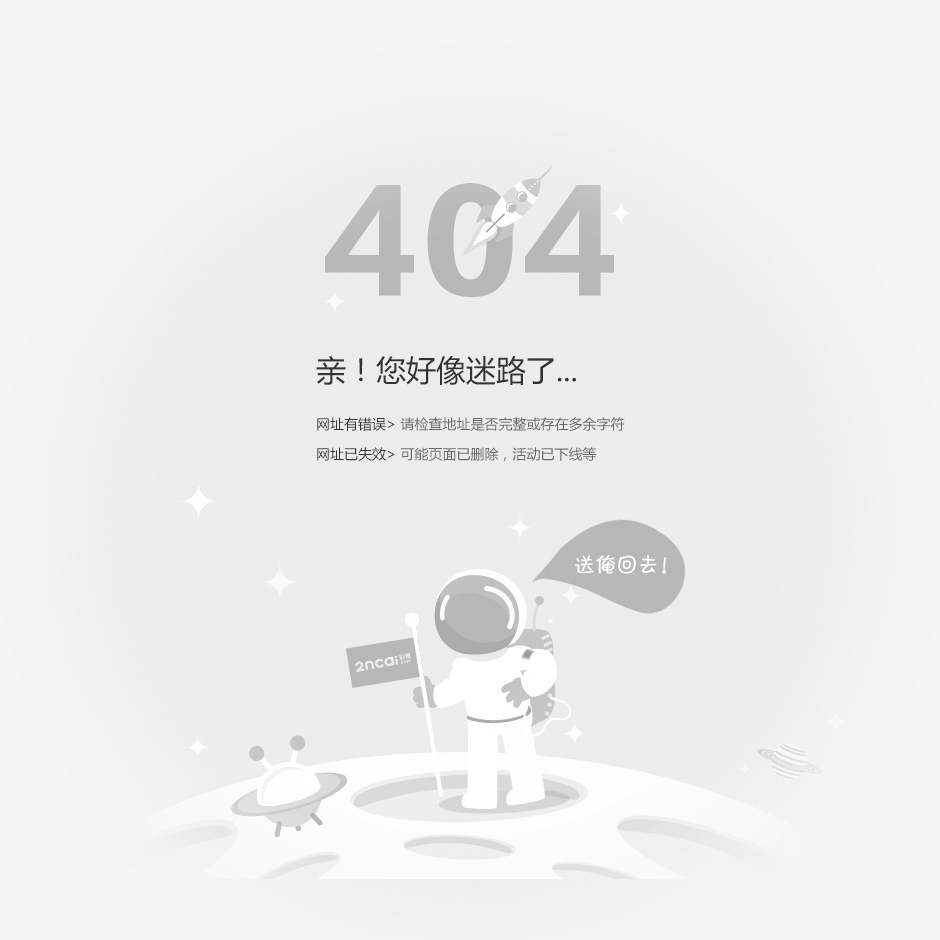 404
亲！您好像迷路了...
网址有错误> 请检查地址是否完整或存在多余字符
网址已失效> 可能页面已删除，活动已下线等
送俺回去!
2ncai